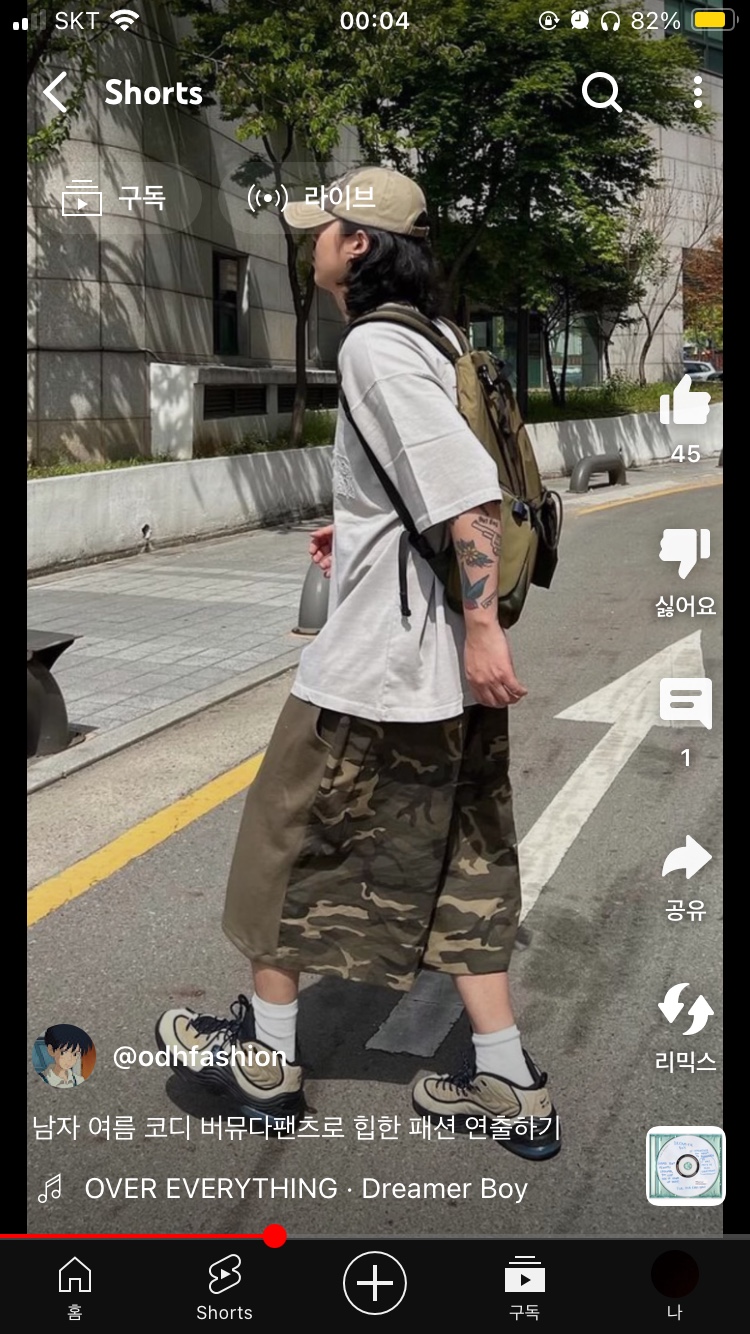 SKT 00:04 82%
Shorts
구독 라이브
45
싫어요
1
공유
리믹스
@odhfashion
남자 여름 코디 버뮤다팬츠로 힙한 패션 연출하기
OVER EVERYTHING · Dreamer Boy
홈 Shorts 구독 나